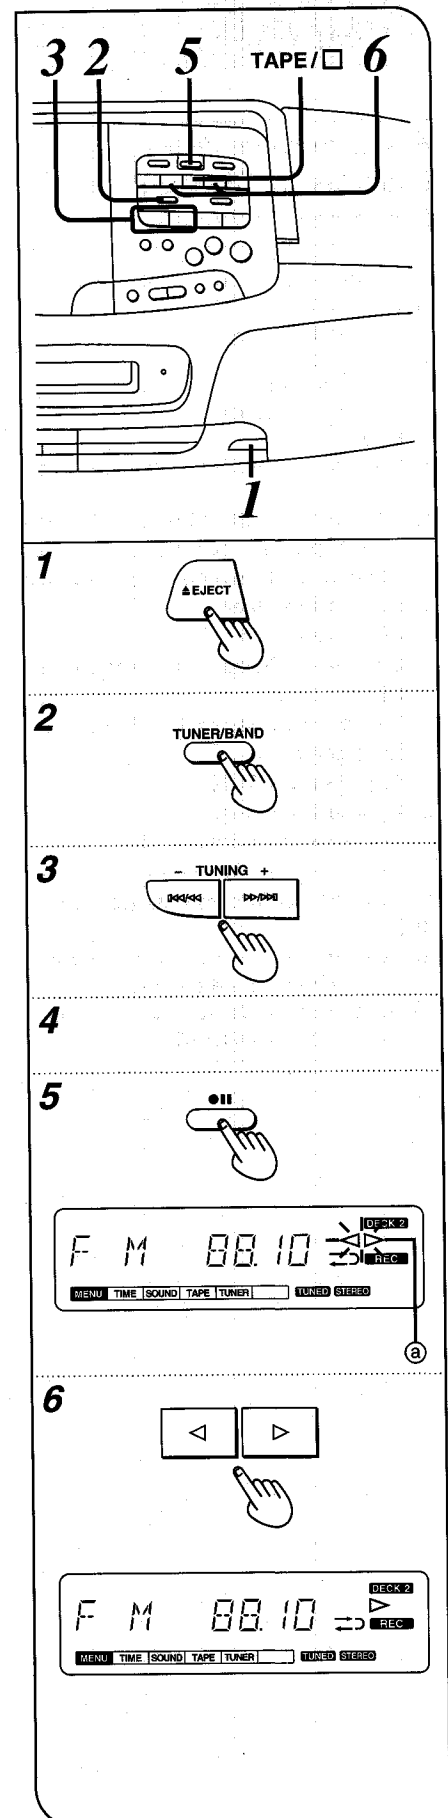 3 2 5 TAPE/□ 6
1
1
▲EJECT
2
TUNER/BAND
3
− TUNING +
|◁◁/◁◁ ▷▷/▷▷|
4
5
●II
DECK 2
FM 88.10 ◁ ▷
REC
MENU TIME SOUND TAPE TUNER TUNED STEREO
ⓐ
6
◁ ▷
DECK 2
FM 88.10 ▷
REC
MENU TIME SOUND TAPE TUNER TUNED STEREO